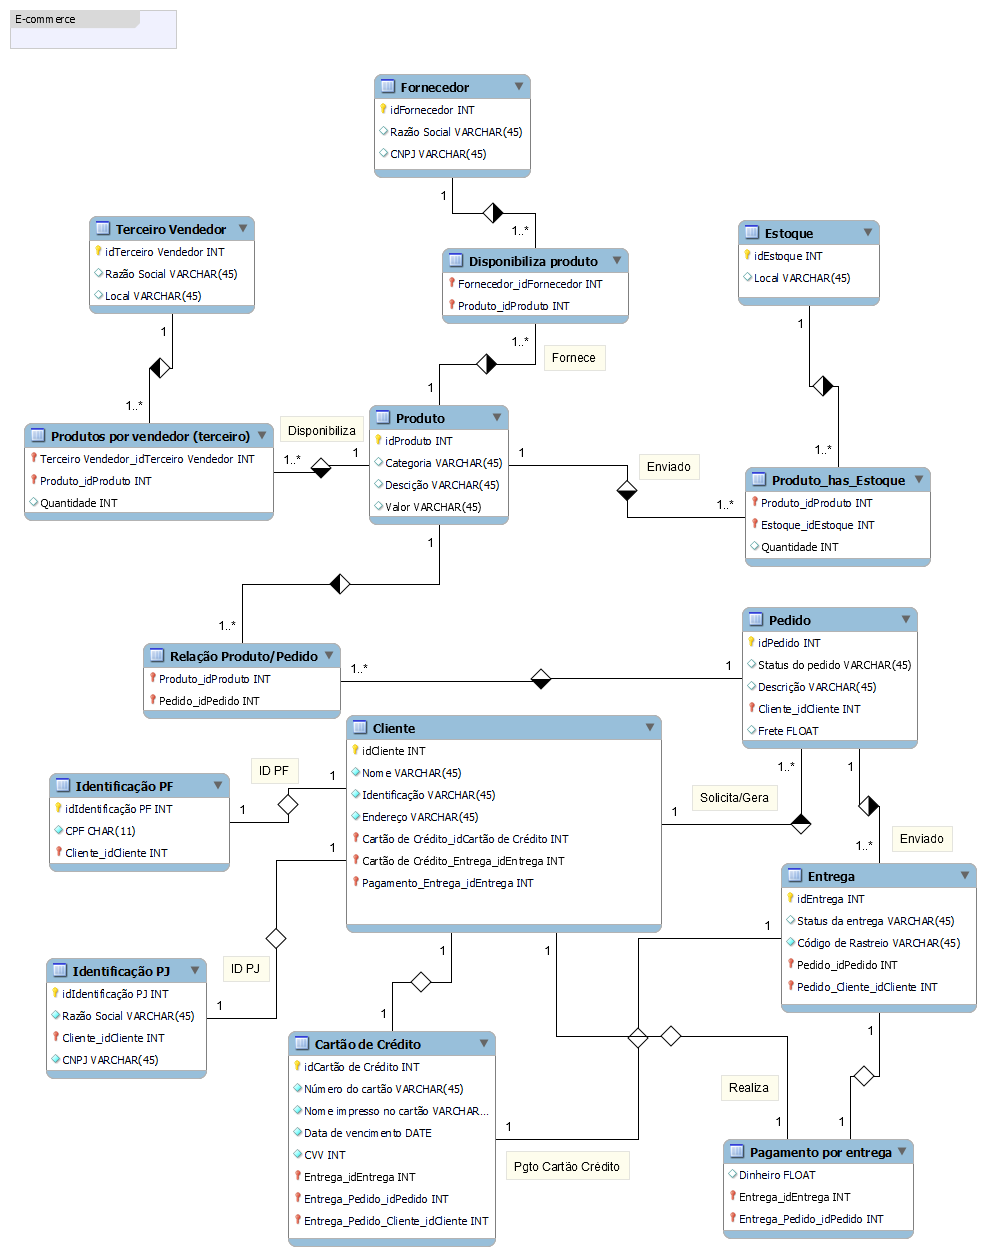 E-commerce
Fornecedor
idFornecedor INT
Razão Social VARCHAR(45)
CNPJ VARCHAR(45)
1
1..*
Terceiro Vendedor
idTerceiro Vendedor INT
Razão Social VARCHAR(45)
Local VARCHAR(45)
1
1..*
Disponibiliza produto
Fornecedor_idFornecedor INT
Produto_idProduto INT
1..*
Fornece
1
Estoque
idEstoque INT
Local VARCHAR(45)
1
1..*
Produtos por vendedor (terceiro)
Terceiro Vendedor_idTerceiro Vendedor INT
Produto_idProduto INT
Quantidade INT
Disponibiliza
1..*
1
Produto
idProduto INT
Categoria VARCHAR(45)
Descição VARCHAR(45)
Valor VARCHAR(45)
1
Enviado
1..*
Produto_has_Estoque
Produto_idProduto INT
Estoque_idEstoque INT
Quantidade INT
1
1..*
Relação Produto/Pedido
Produto_idProduto INT
Pedido_idPedido INT
1..*
1
Pedido
idPedido INT
Status do pedido VARCHAR(45)
Descrição VARCHAR(45)
Cliente_idCliente INT
Frete FLOAT
1..*
1
Cliente
idCliente INT
Nome VARCHAR(45)
Identificação VARCHAR(45)
Endereço VARCHAR(45)
Cartão de Crédito_idCartão de Crédito INT
Cartão de Crédito_Entrega_idEntrega INT
Pagamento_Entrega_idEntrega INT
ID PF
1
1
Identificação PF
idIdentificação PF INT
CPF CHAR(11)
Cliente_idCliente INT
Solicita/Gera
1
Enviado
1..*
1
Entrega
idEntrega INT
Status da entrega VARCHAR(45)
Código de Rastreio VARCHAR(45)
Pedido_idPedido INT
Pedido_Cliente_idCliente INT
1
1
Identificação PJ
idIdentificação PJ INT
Razão Social VARCHAR(45)
Cliente_idCliente INT
CNPJ VARCHAR(45)
ID PJ
1
1
1
1
Cartão de Crédito
idCartão de Crédito INT
Número do cartão VARCHAR(45)
Nome impresso no cartão VARCHAR...
Data de vencimento DATE
CVV INT
Entrega_idEntrega INT
Entrega_Pedido_idPedido INT
Entrega_Pedido_Cliente_idCliente INT
1
Pgto Cartão Crédito
Realiza
1
1
1
Pagamento por entrega
Dinheiro FLOAT
Entrega_idEntrega INT
Entrega_Pedido_idPedido INT